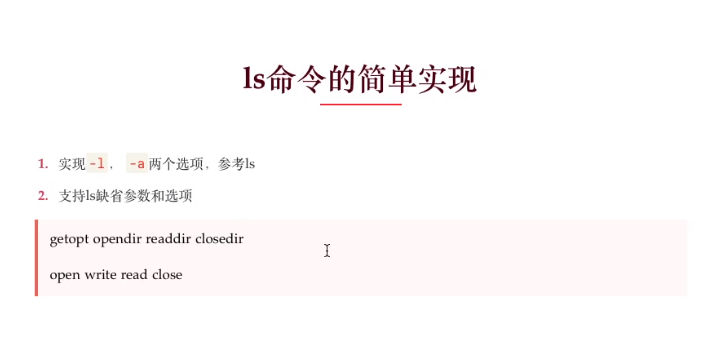 ls命令的简单实现
1. 实现-l， -a两个选项，参考ls
2. 支持ls缺省参数和选项
getopt opendir readdir closedir
open write read close